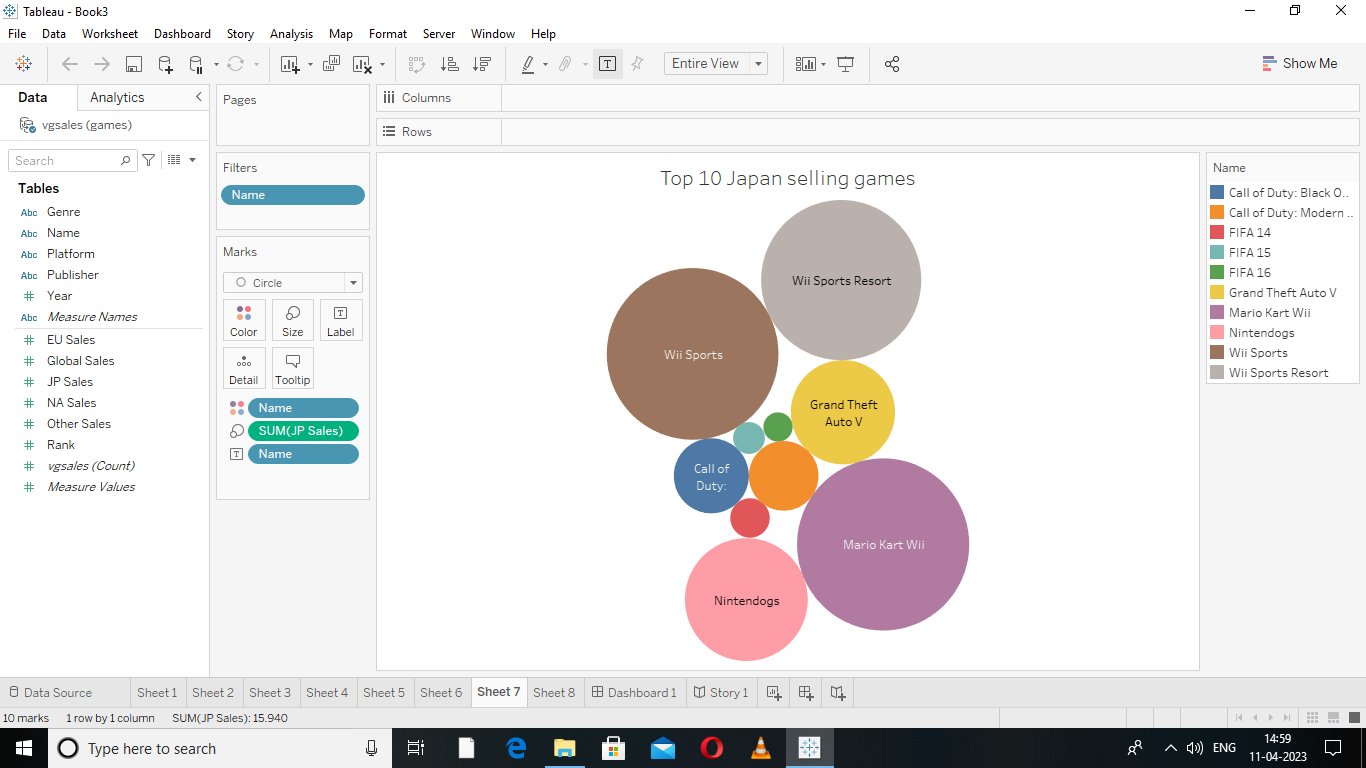 Tableau - Book3
File Data Worksheet Dashboard Story Analysis Map Format Server Window Help
Entire View
Show Me
Data Analytics
vgsales (games)
Search
Tables
Abc Genre
Abc Name
Abc Platform
Abc Publisher
Year
Abc Measure Names
EU Sales
Global Sales
JP Sales
NA Sales
Other Sales
Rank
vgsales (Count)
Measure Values
Pages
Filters
Name
Marks
Circle
Color Size Label
Detail Tooltip
Name
SUM(JP Sales)
Name
Columns
Rows
Top 10 Japan selling games
Wii Sports Resort
Wii Sports
Grand Theft
Auto V
Call of
Duty:
Mario Kart Wii
Nintendogs
Name
Call of Duty: Black O..
Call of Duty: Modern ..
FIFA 14
FIFA 15
FIFA 16
Grand Theft Auto V
Mario Kart Wii
Nintendogs
Wii Sports
Wii Sports Resort
Data Source Sheet 1 Sheet 2 Sheet 3 Sheet 4 Sheet 5 Sheet 6 Sheet 7 Sheet 8 Dashboard 1 Story 1
10 marks 1 row by 1 column SUM(JP Sales): 15.940
Type here to search
ENG
14:59
11-04-2023